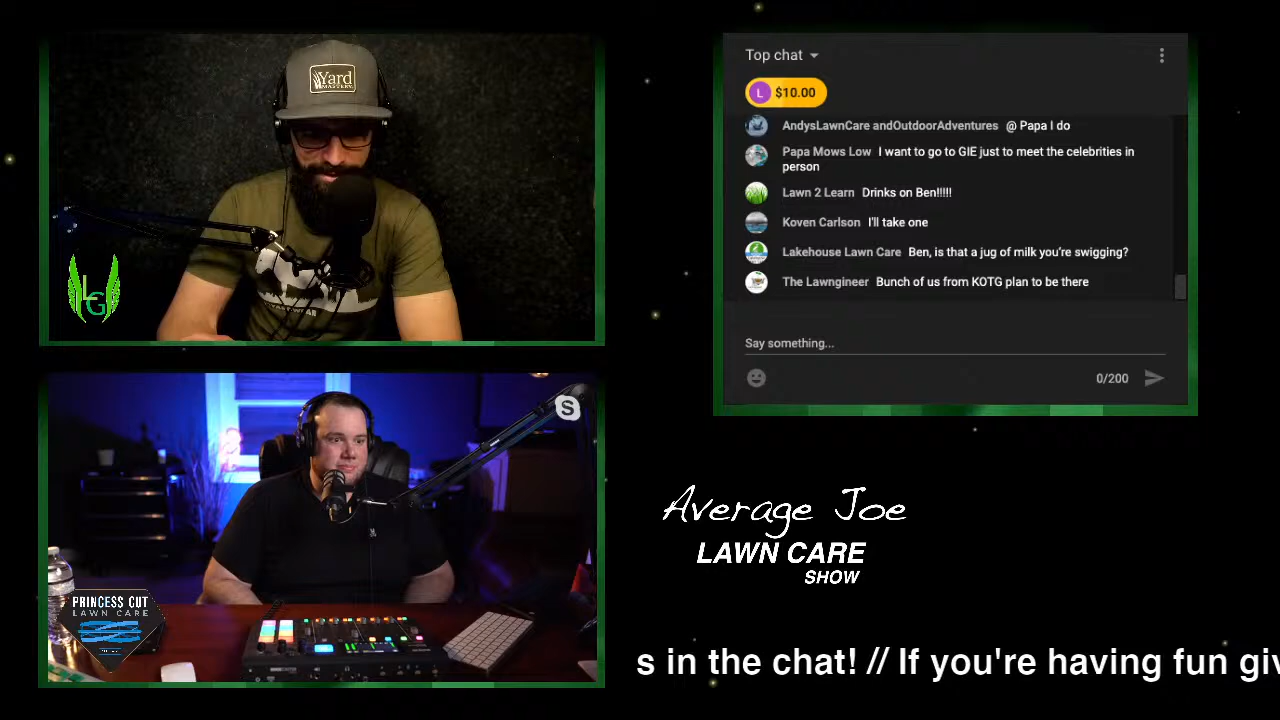 Yard
MASTERY
LG
Top chat
L $10.00
AndysLawnCare andOutdoorAdventures @ Papa I do
Papa Mows Low I want to go to GIE just to meet the celebrities in
person
Lawn 2 Learn Drinks on Ben!!!!!
Koven Carlson I'll take one
Lakehouse Lawn Care Ben, is that a jug of milk you're swigging?
The Lawngineer Bunch of us from KOTG plan to be there
Say something...
0/200
S
PRINCESS CUT
LAWN CARE
Average Joe
LAWN CARE
SHOW
s in the chat! // If you're having fun giv